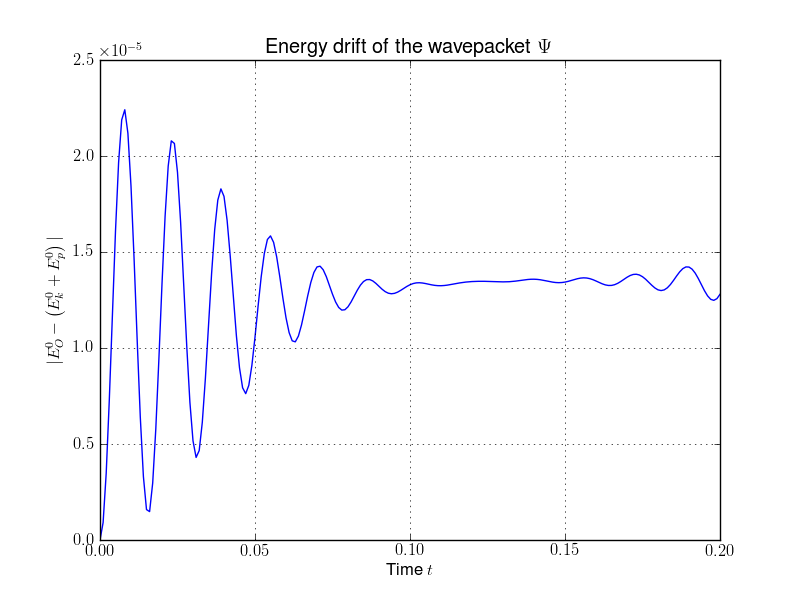 Energy drift of the wavepacket Ψ
×10⁻⁵
2.5
2.0
1.5
1.0
0.5
0.0
|E_O^0 − (E_k^0 + E_p^0) |
0.00 0.05 0.10 0.15 0.20
Time t